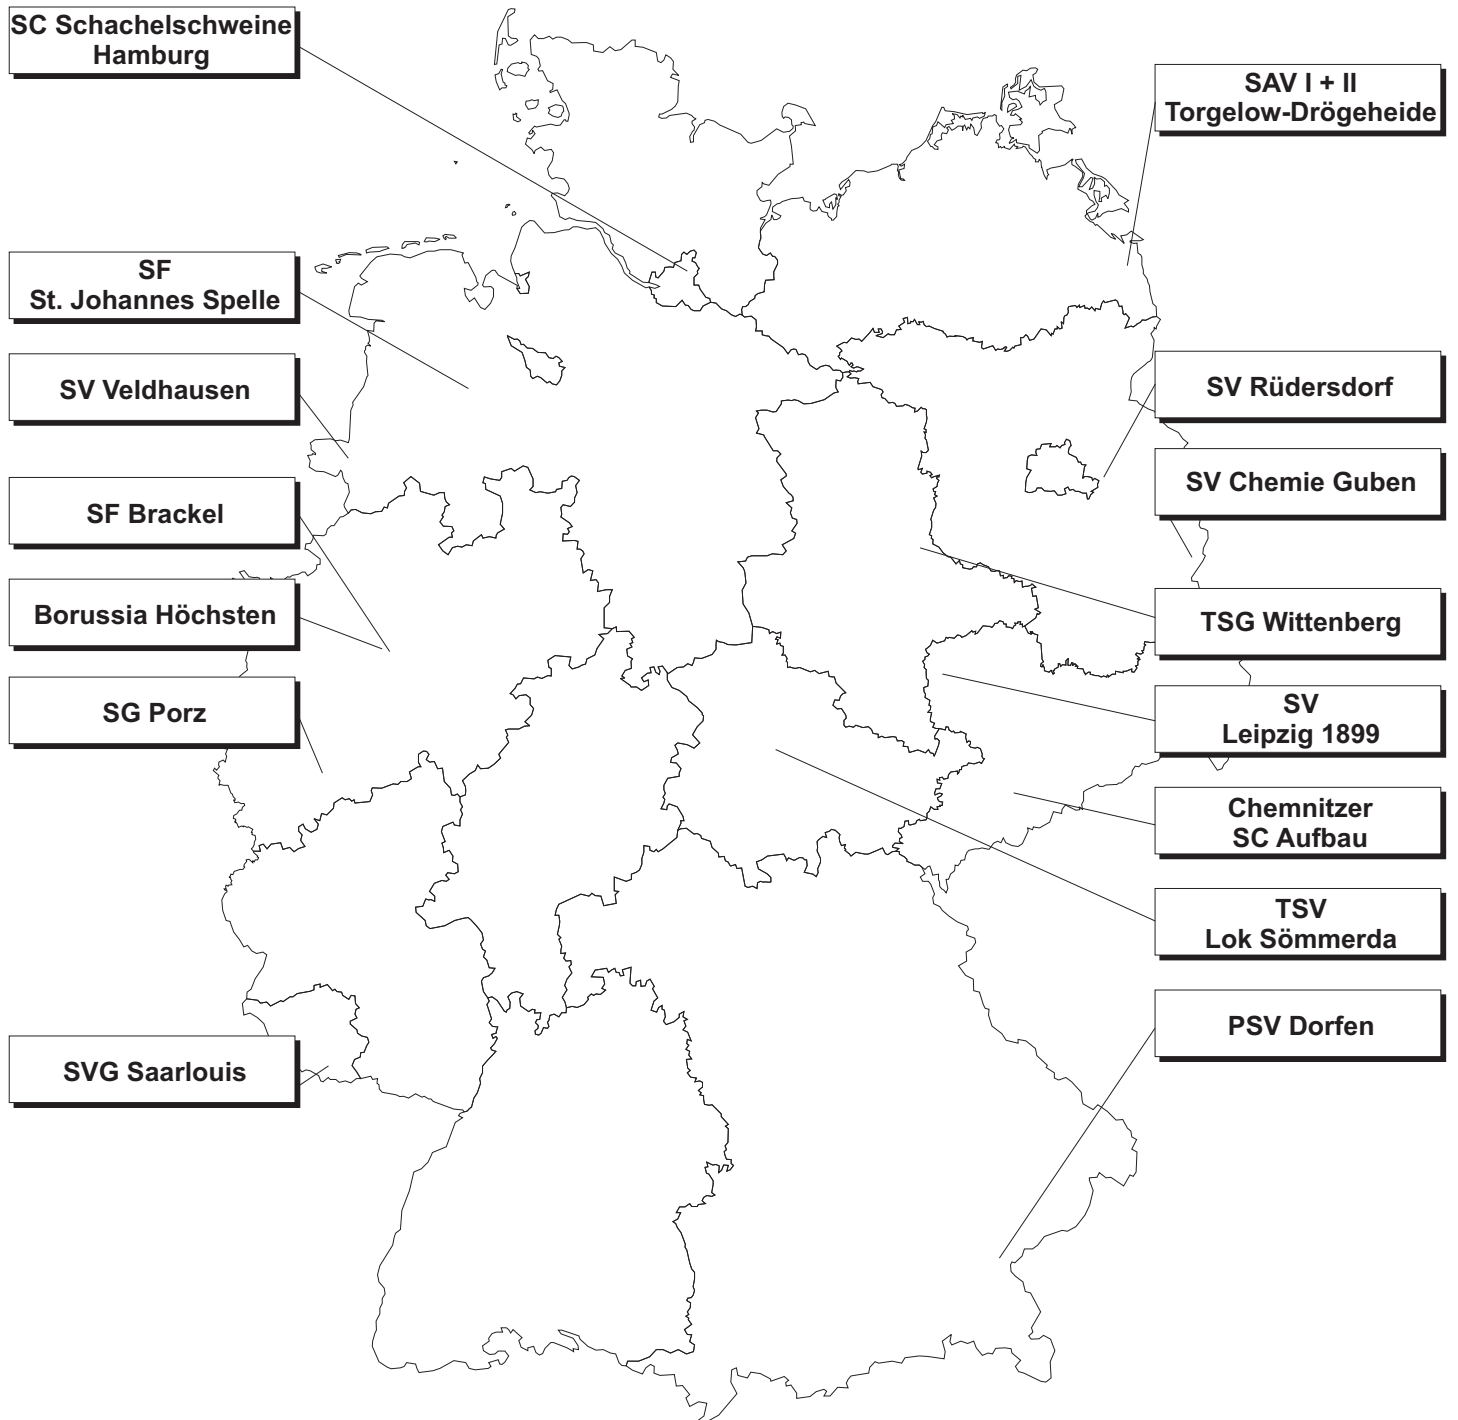 SC Schachelschweine
Hamburg
SF
St. Johannes Spelle
SV Veldhausen
SF Brackel
Borussia Höchsten
SG Porz
SVG Saarlouis
SAV I + II
Torgelow-Drögeheide
SV Rüdersdorf
SV Chemie Guben
TSG Wittenberg
SV
Leipzig 1899
Chemnitzer
SC Aufbau
TSV
Lok Sömmerda
PSV Dorfen